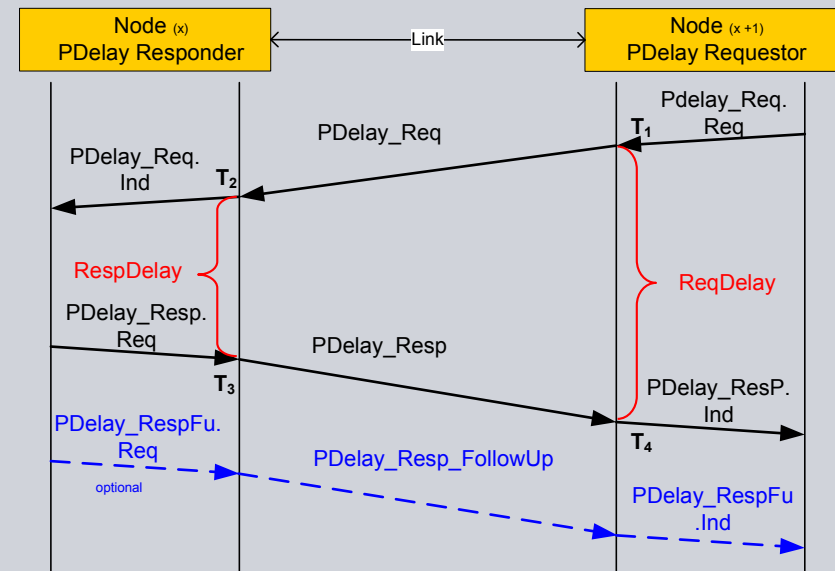 Node (x)
PDelay Responder
Link
Node (x +1)
PDelay Requestor
Pdelay_Req.
Req
T1
PDelay_Req
PDelay_Req.
Ind
T2
RespDelay
ReqDelay
PDelay_Resp.
Req
PDelay_Resp
T3
PDelay_ResP.
Ind
T4
PDelay_RespFu.
Req
optional
PDelay_Resp_FollowUp
PDelay_RespFu
.Ind